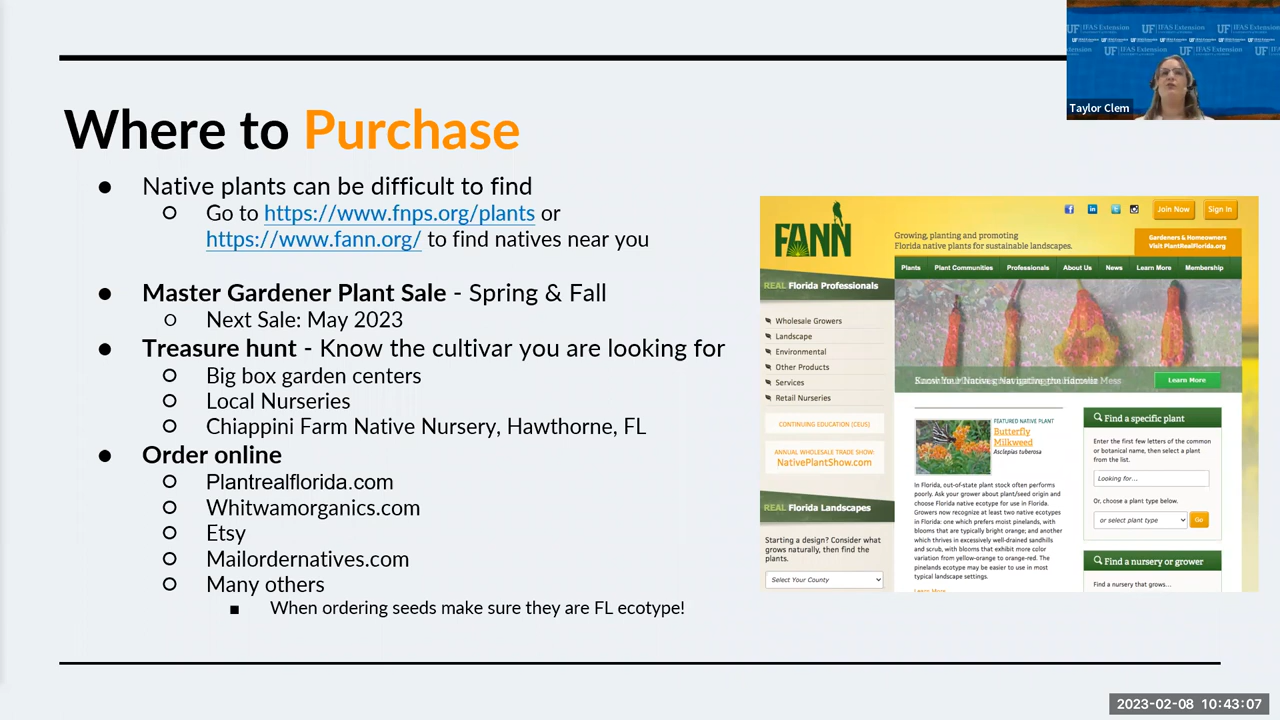 Where to Purchase
● Native plants can be difficult to find
○ Go to https://www.fnps.org/plants or
https://www.fann.org/ to find natives near you
● Master Gardener Plant Sale - Spring & Fall
○ Next Sale: May 2023
● Treasure hunt - Know the cultivar you are looking for
○ Big box garden centers
○ Local Nurseries
○ Chiappini Farm Native Nursery, Hawthorne, FL
● Order online
○ Plantrealflorida.com
○ Whitwamorganics.com
○ Etsy
○ Mailordernatives.com
○ Many others
■ When ordering seeds make sure they are FL ecotype!
UF IFAS Extension
Taylor Clem
FANN
Growing, planting and promoting
Florida native plants for sustainable landscapes.
Join Now
Sign In
Gardeners & Homeowners
Visit PlantRealFlorida.org
Plants Plant Communities Professionals About Us News Learn More Membership
REAL Florida Professionals
Wholesale Growers
Landscape
Environmental
Other Products
Services
Retail Nurseries
CONTINUING EDUCATION (CEUS)
ANNUAL WHOLESALE TRADE SHOW:
NativePlantShow.com
REAL Florida Landscapes
Starting a design? Consider what
grows naturally, then find the
plants.
Select Your County
Learn More
FEATURED NATIVE PLANT
Butterfly
Milkweed
Asclepias tuberosa
In Florida, out-of-state plant stock often performs
poorly. Ask your grower about plant/seed origin and
choose Florida native ecotype for Florida.
Growers now recognize at least two native ecotypes
in Florida: one which prefers moist pinelands, with
blooms that are typically bright orange; and another
which thrives in excessively well-drained sandhills
and scrub, with blooms that exhibit more color
variation from yellow-orange to orange-red. The
pinelands ecotype may be easier to use in most
typical landscape settings.
Find a specific plant
Enter the first few letters of the common
or botanical name, then select a plant
from the list.
Looking for...
Or, choose a plant type below.
or select plant type
Go
Find a nursery or grower
Find a nursery that grows...
2023-02-08 10:43:07